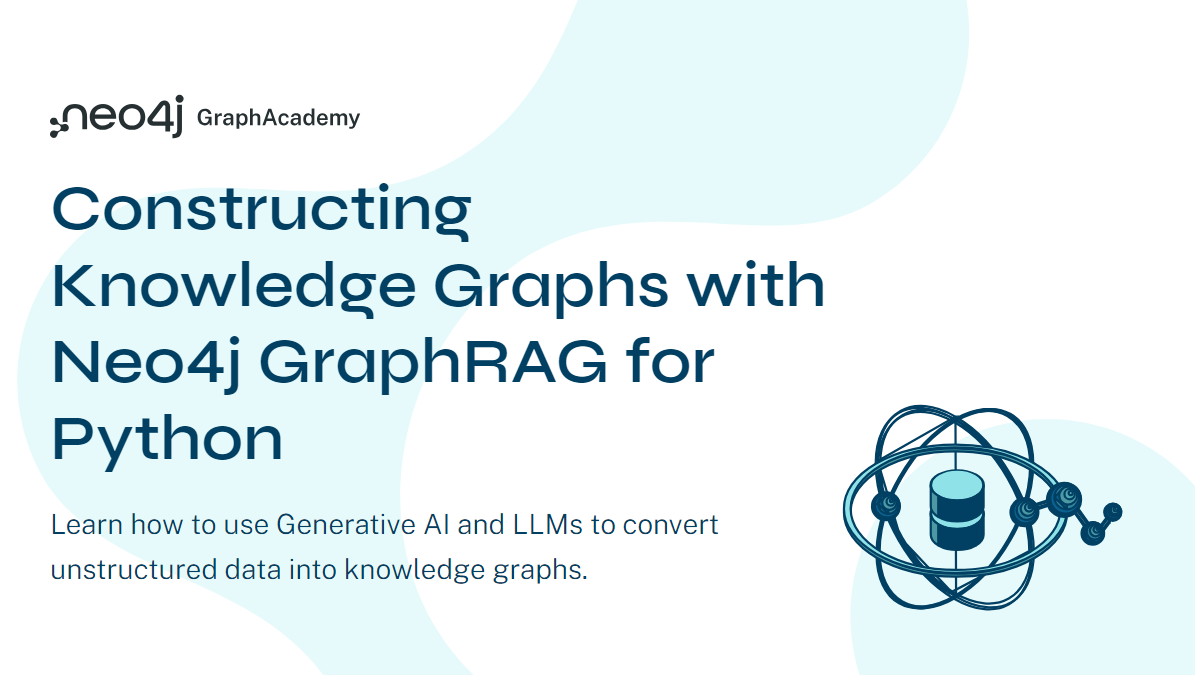 neo4j GraphAcademy
Constructing
Knowledge Graphs with
Neo4j GraphRAG for
Python
Learn how to use Generative AI and LLMs to convert
unstructured data into knowledge graphs.